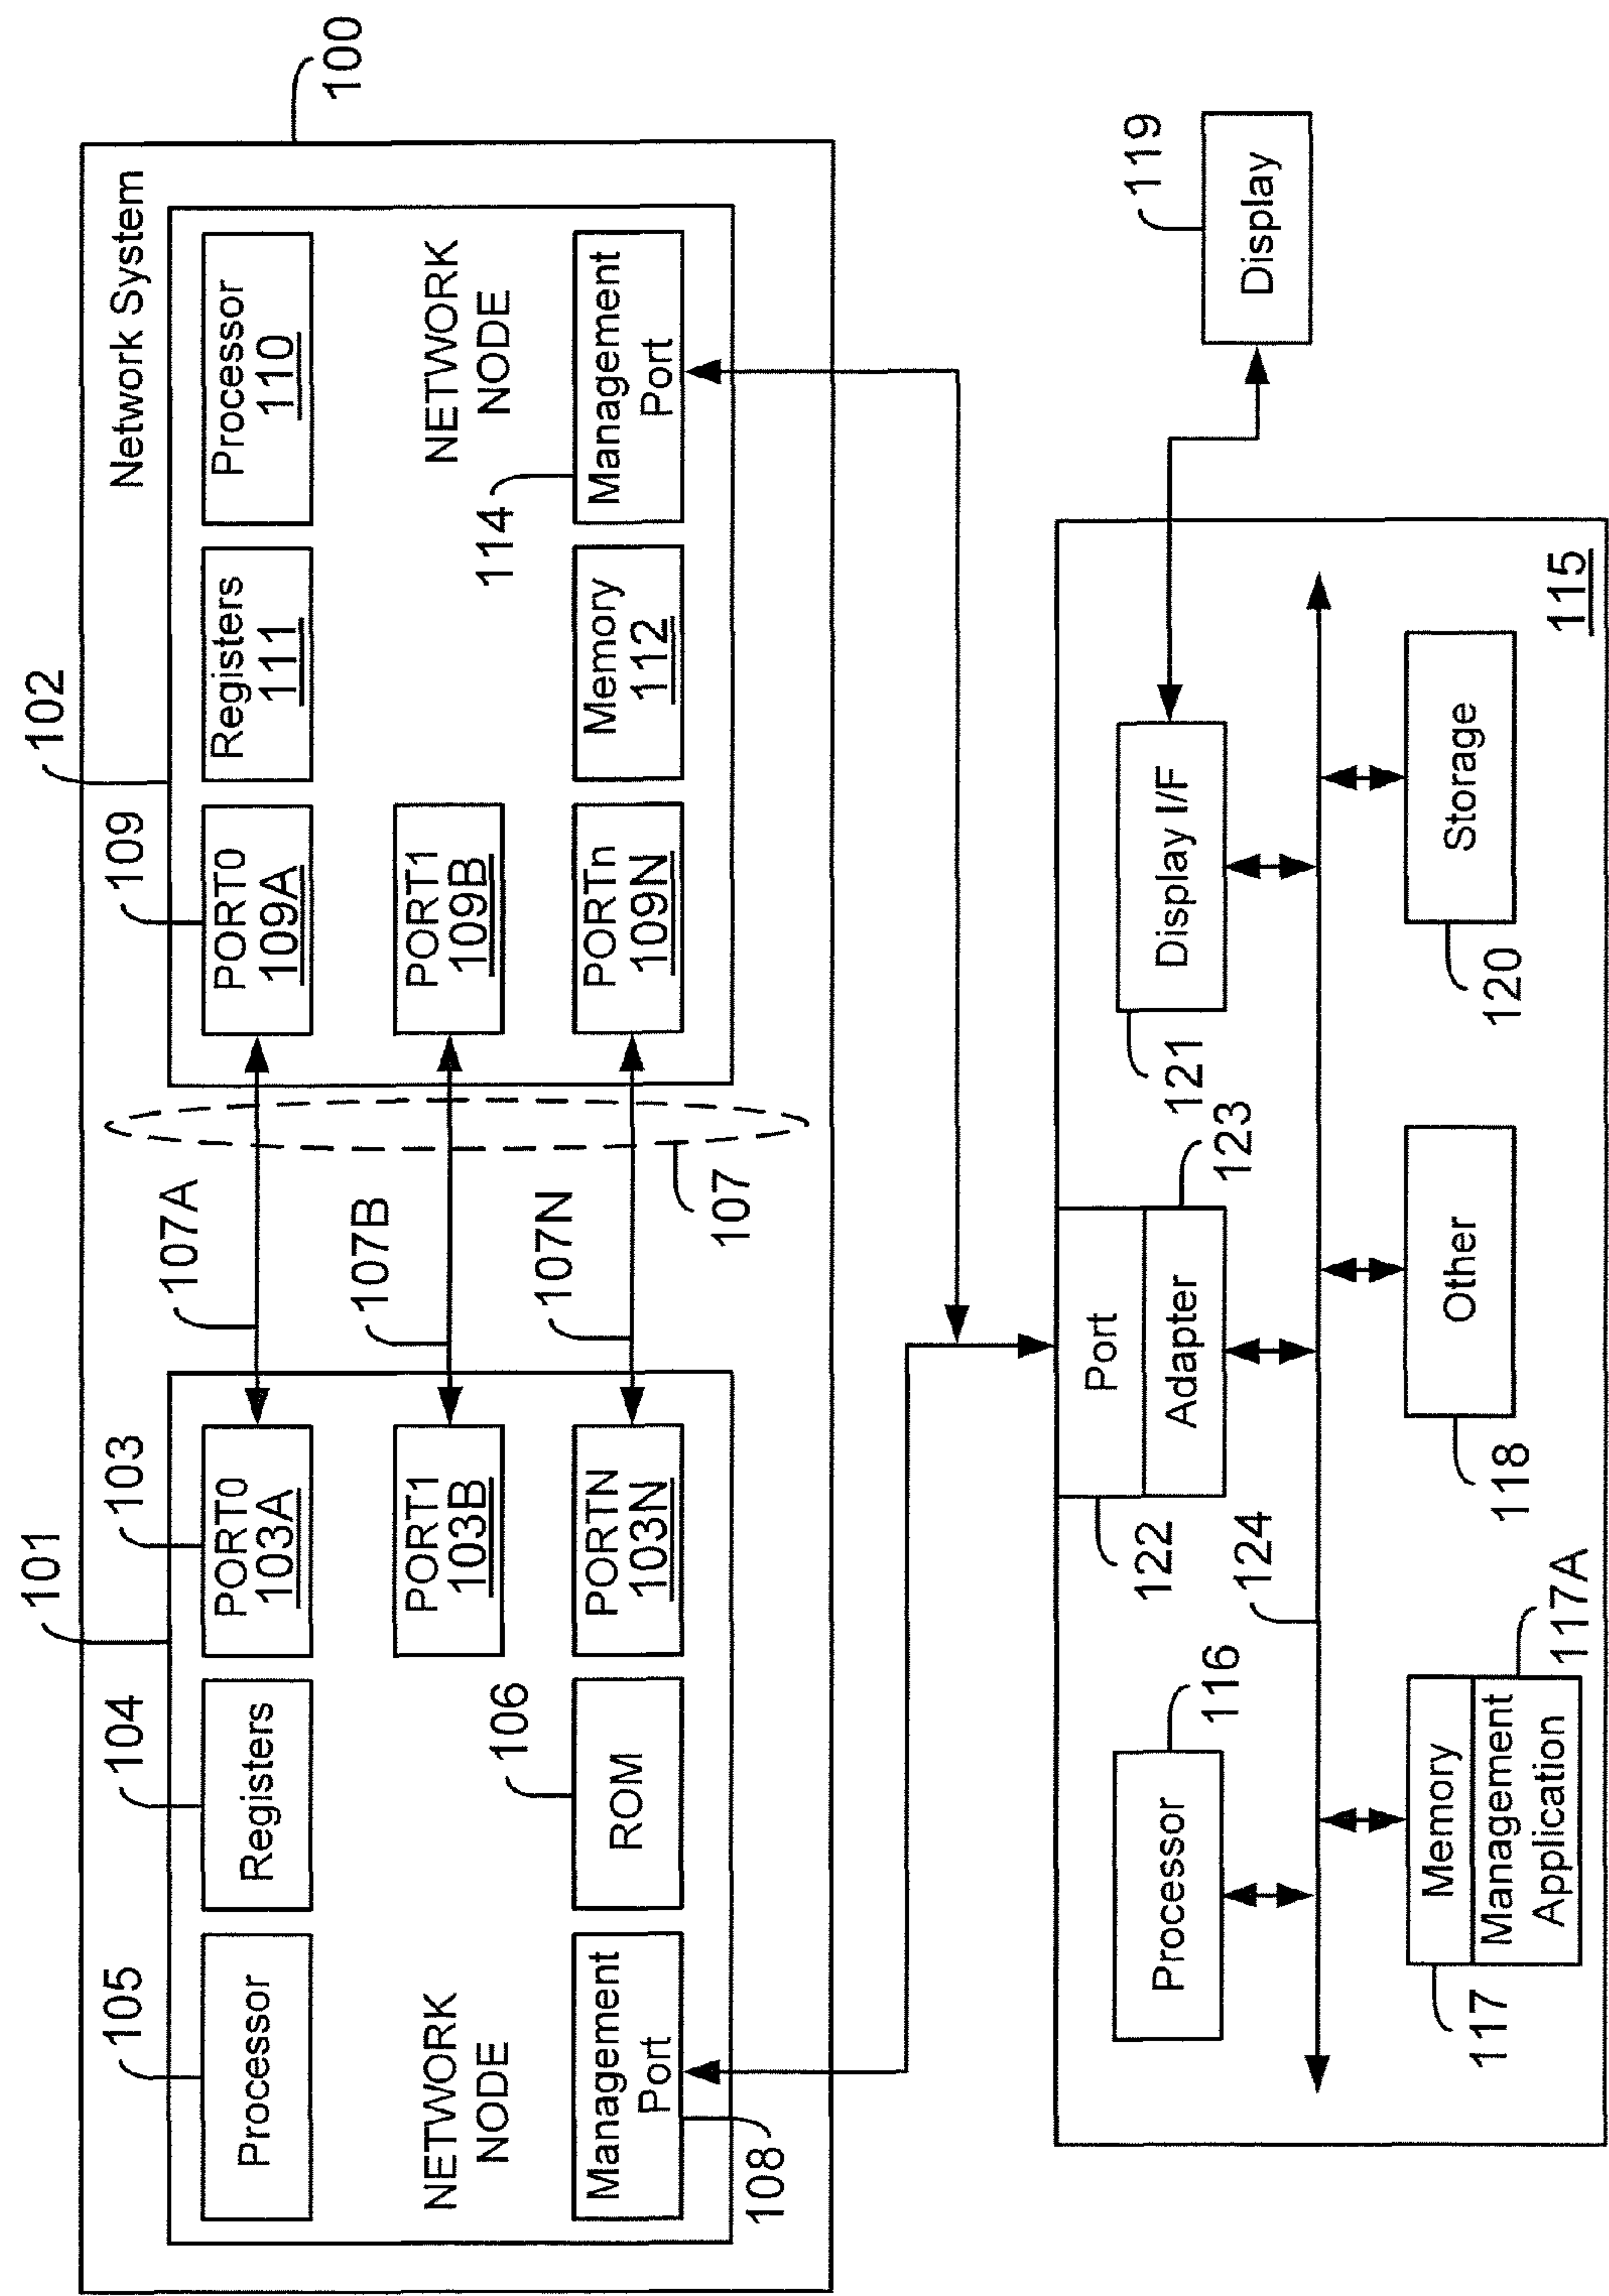 100
Network System
101
102
105
104
103
107A
109
Processor
Registers
PORT0
103A
PORT0
109A
Registers
111
Processor
110
NETWORK
NODE
107B
PORT1
103B
PORT1
109B
NETWORK
NODE
106
107N
114
Management
Port
ROM
PORTN
103N
PORTn
109N
Memory
112
Management
Port
108
107
119
Display
116
122
Port
123
Adapter
121
Processor
Display I/F
124
117
Memory
Management
Application
117A
118
Other
120
Storage
115